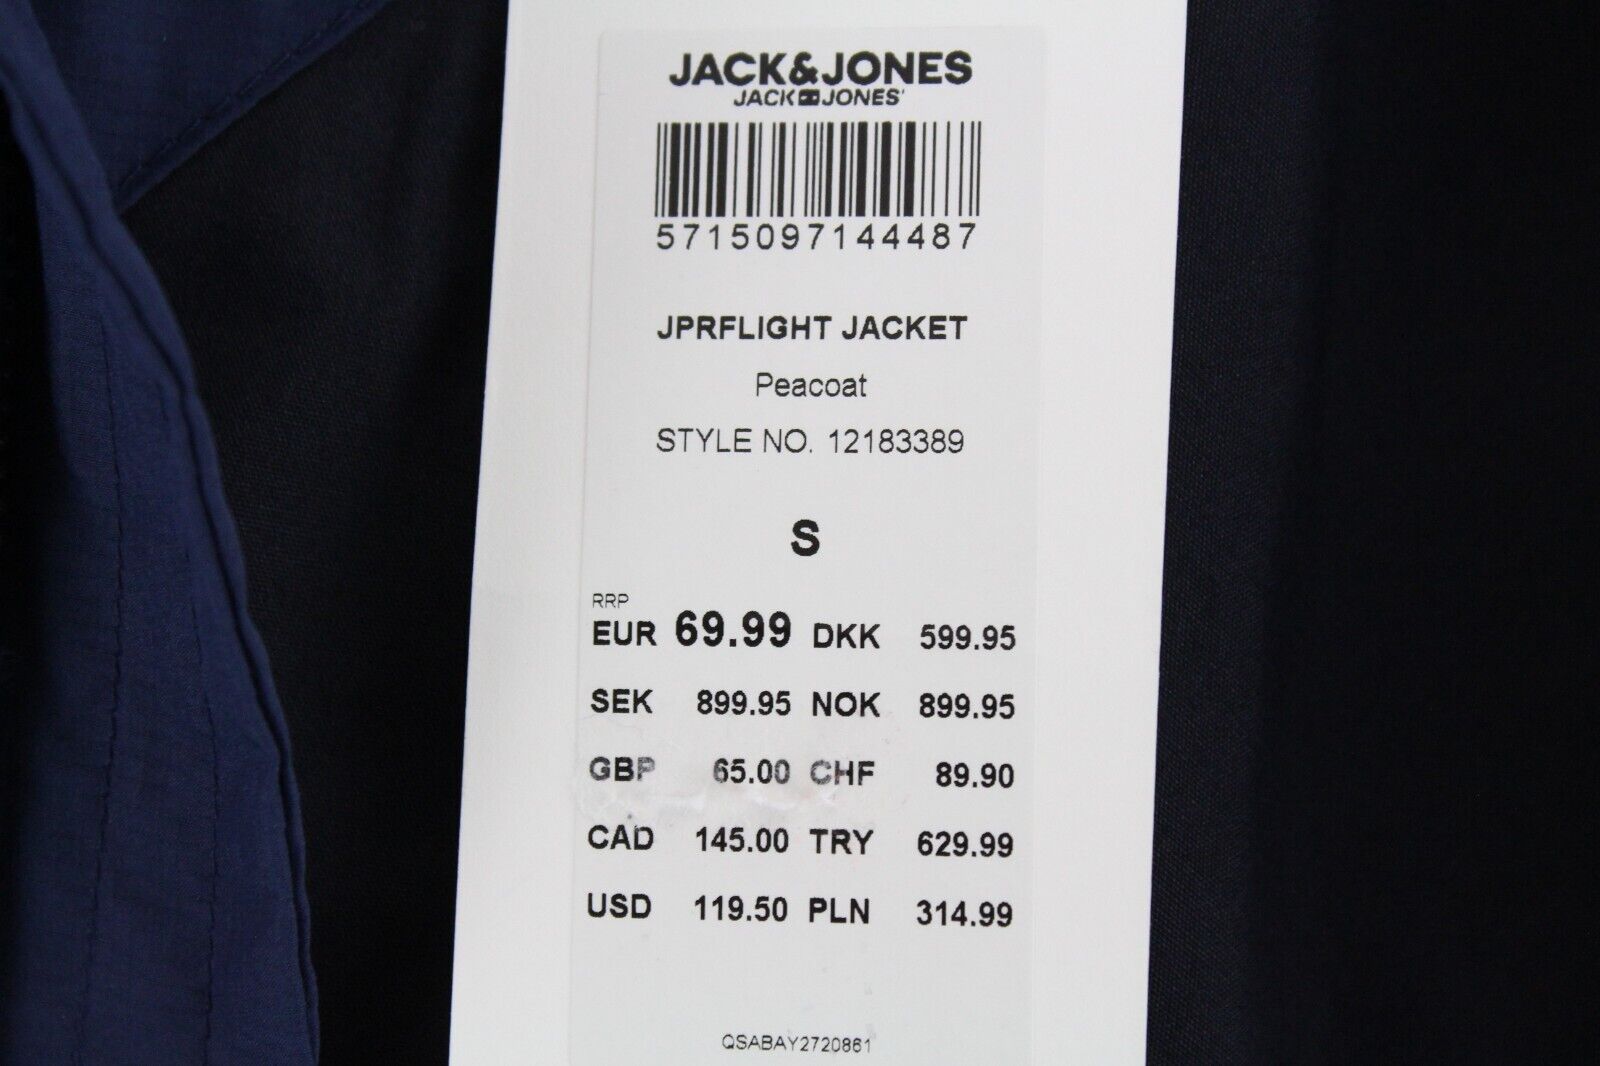 JACK&JONES
JACK JONES'
5715097144487
JPRFLIGHT JACKET
Peacoat
STYLE NO. 12183389
S
RRP
EUR 69.99 DKK 599.95
SEK 899.95 NOK 899.95
GBP 65.00 CHF 89.90
CAD 145.00 TRY 629.99
USD 119.50 PLN 314.99
QSABAY2720861